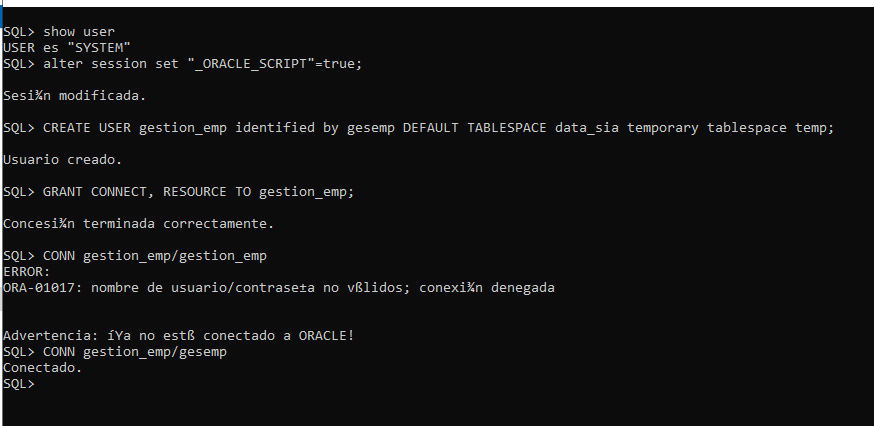 SQL> show user
USER es "SYSTEM"
SQL> alter session set "_ORACLE_SCRIPT"=true;
Sesi¾n modificada.
SQL> CREATE USER gestion_emp identified by gesemp DEFAULT TABLESPACE data_sia temporary tablespace temp;
Usuario creado.
SQL> GRANT CONNECT, RESOURCE TO gestion_emp;
Concesi¾n terminada correctamente.
SQL> CONN gestion_emp/gestion_emp
ERROR:
ORA-01017: nombre de usuario/contrase±a no vßlidos; conexi¾n denegada
Advertencia: íYa no estß conectado a ORACLE!
SQL> CONN gestion_emp/gesemp
Conectado.
SQL>